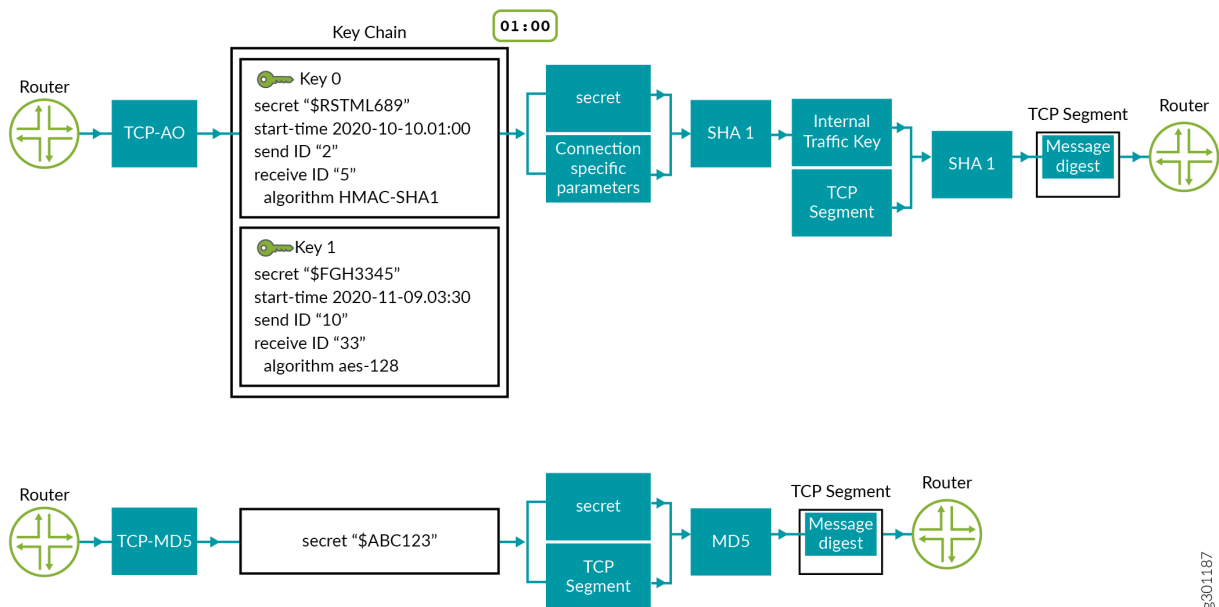 Key Chain
01:00
Router
TCP-AO
Key 0
secret “$RSTML689”
start-time 2020-10-10.01:00
send ID “2”
receive ID “5”
algorithm HMAC-SHA1
Key 1
secret “$FGH3345”
start-time 2020-11-09.03:30
send ID “10”
receive ID “33”
algorithm aes-128
secret
Connection
specific
parameters
SHA 1
Internal
Traffic Key
TCP
Segment
SHA 1
TCP Segment
Message
digest
Router
Router
TCP-MD5
secret “$ABC123”
secret
TCP
Segment
MD5
TCP Segment
Message
digest
Router
g301187